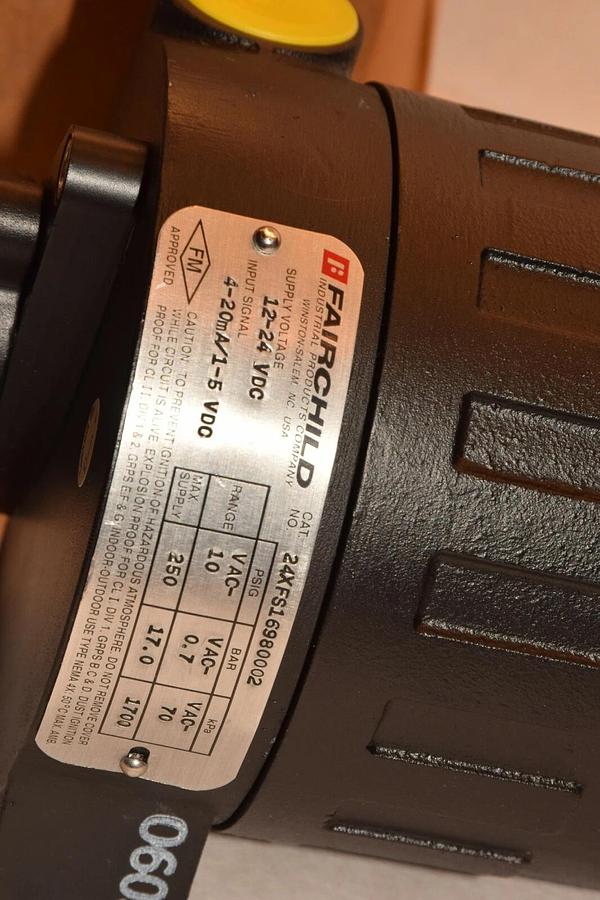 FAIRCHILD
INDUSTRIAL PRODUCTS COMPANY
WINSTON-SALEM, NC USA
CAT. NO 24XFS16980002
SUPPLY VOLTAGE
12-24 VDC
INPUT SIGNAL
4-20mA/1-5 VDC
PSIG BAR kPa
RANGE VAC-10 VAC-0.7 VAC-70
MAX SUPPLY 250 17.0 1700
FM
APPROVED
CAUTION: TO PREVENT IGNITION OF HAZARDOUS ATMOSPHERE DO NOT REMOVE COVER
WHILE CIRCUIT IS ALIVE. EXPLOSION PROOF FOR CL I, DIV 1, GRPS B C & D. DUST IGNITION
PROOF FOR CL II, DIV 1 & 2, GRPS E F & G. INDOOR-OUTDOOR USE TYPE NEMA 4X. 50°C MAX AMB.
060